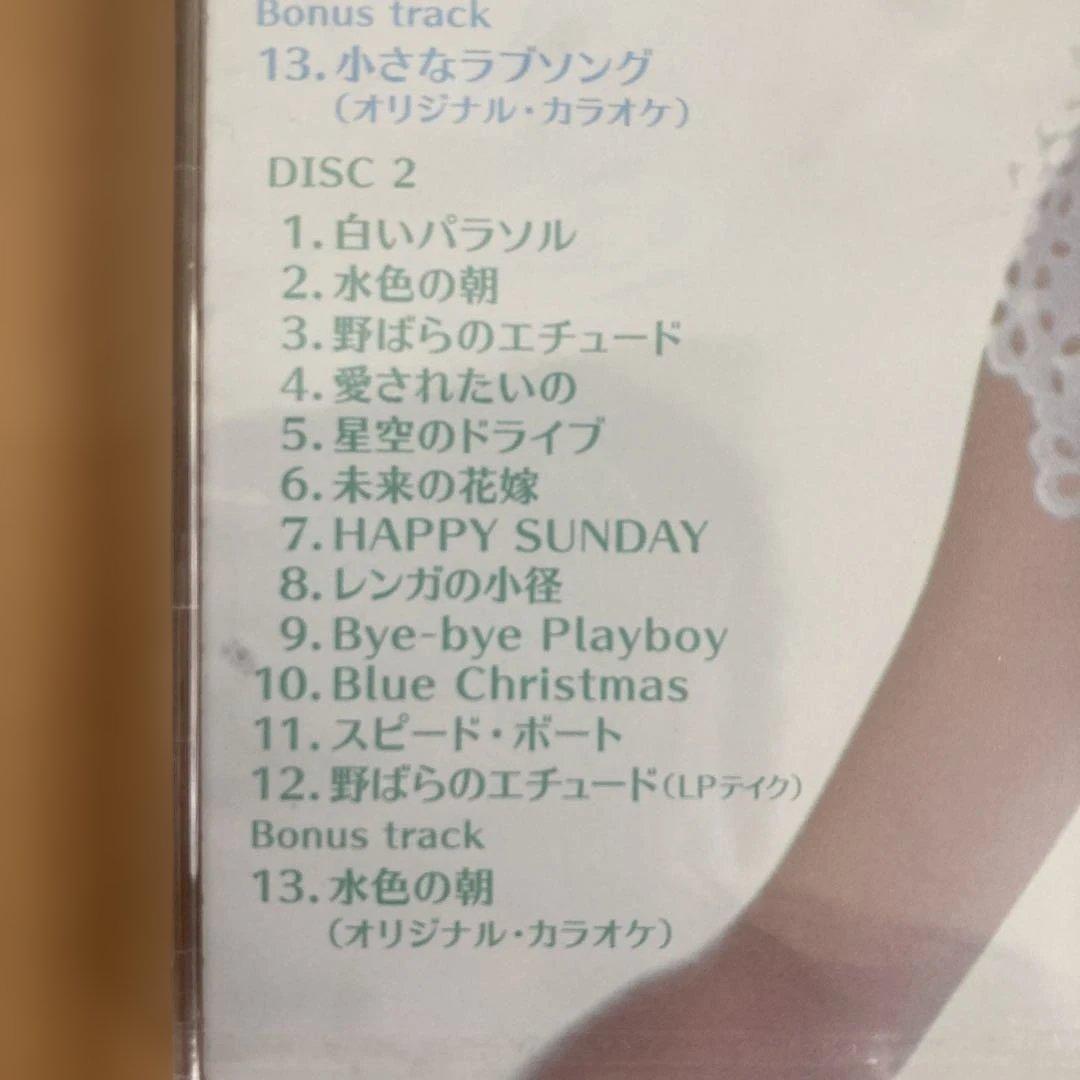 Bonus track
13. 小さなラブソング
(オリジナル・カラオケ)
DISC 2
1. 白いパラソル
2. 水色の朝
3. 野ばらのエチュード
4. 愛されたいの
5. 星空のドライブ
6. 未来の花嫁
7. HAPPY SUNDAY
8. レンガの小径
9. Bye-bye Playboy
10. Blue Christmas
11. スピード・ボート
12. 野ばらのエチュード(LPテイク)
Bonus track
13. 水色の朝
(オリジナル・カラオケ)